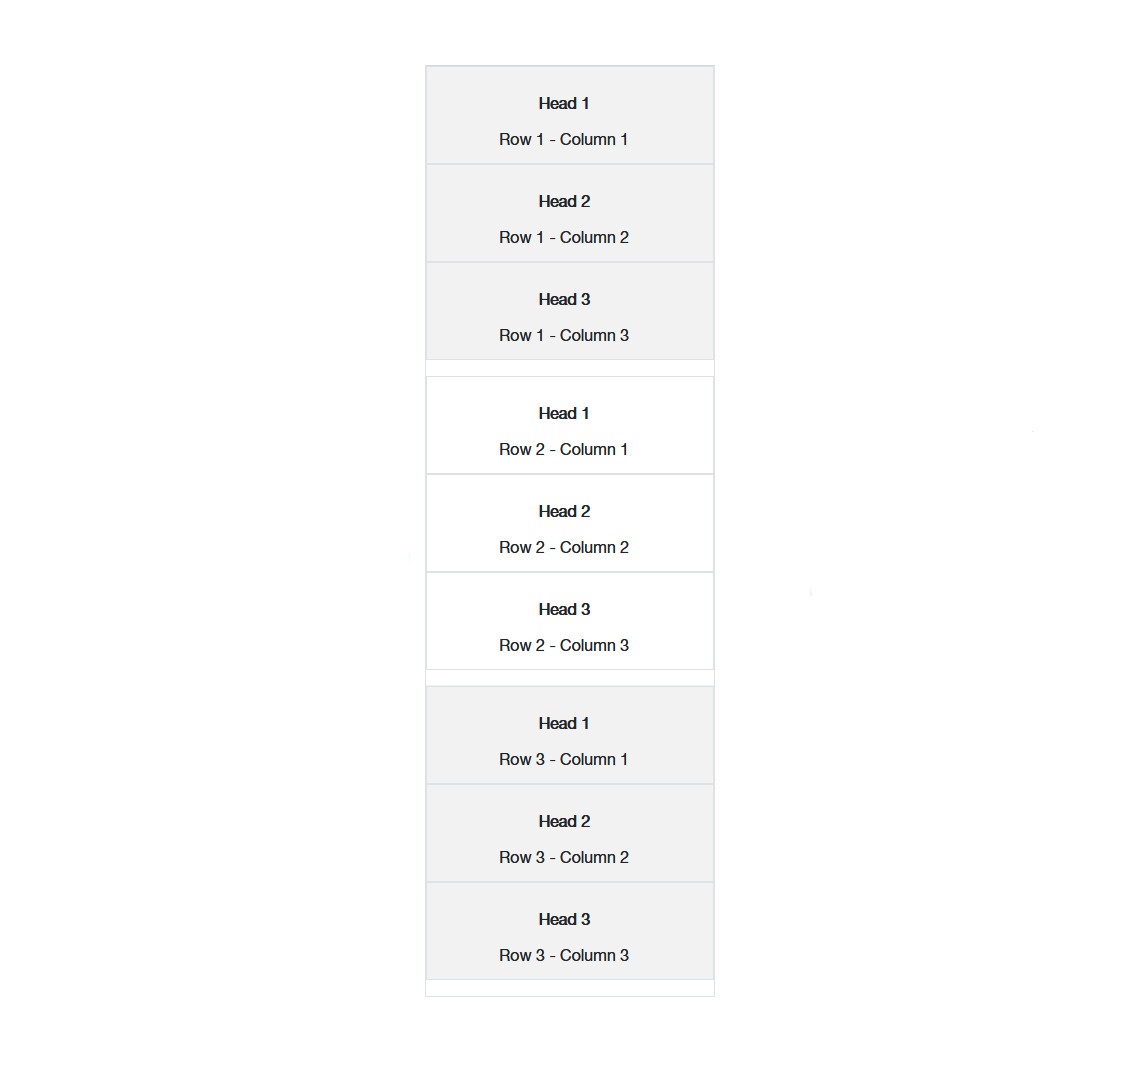 Head 1
Row 1 - Column 1
Head 2
Row 1 - Column 2
Head 3
Row 1 - Column 3
Head 1
Row 2 - Column 1
Head 2
Row 2 - Column 2
Head 3
Row 2 - Column 3
Head 1
Row 3 - Column 1
Head 2
Row 3 - Column 2
Head 3
Row 3 - Column 3